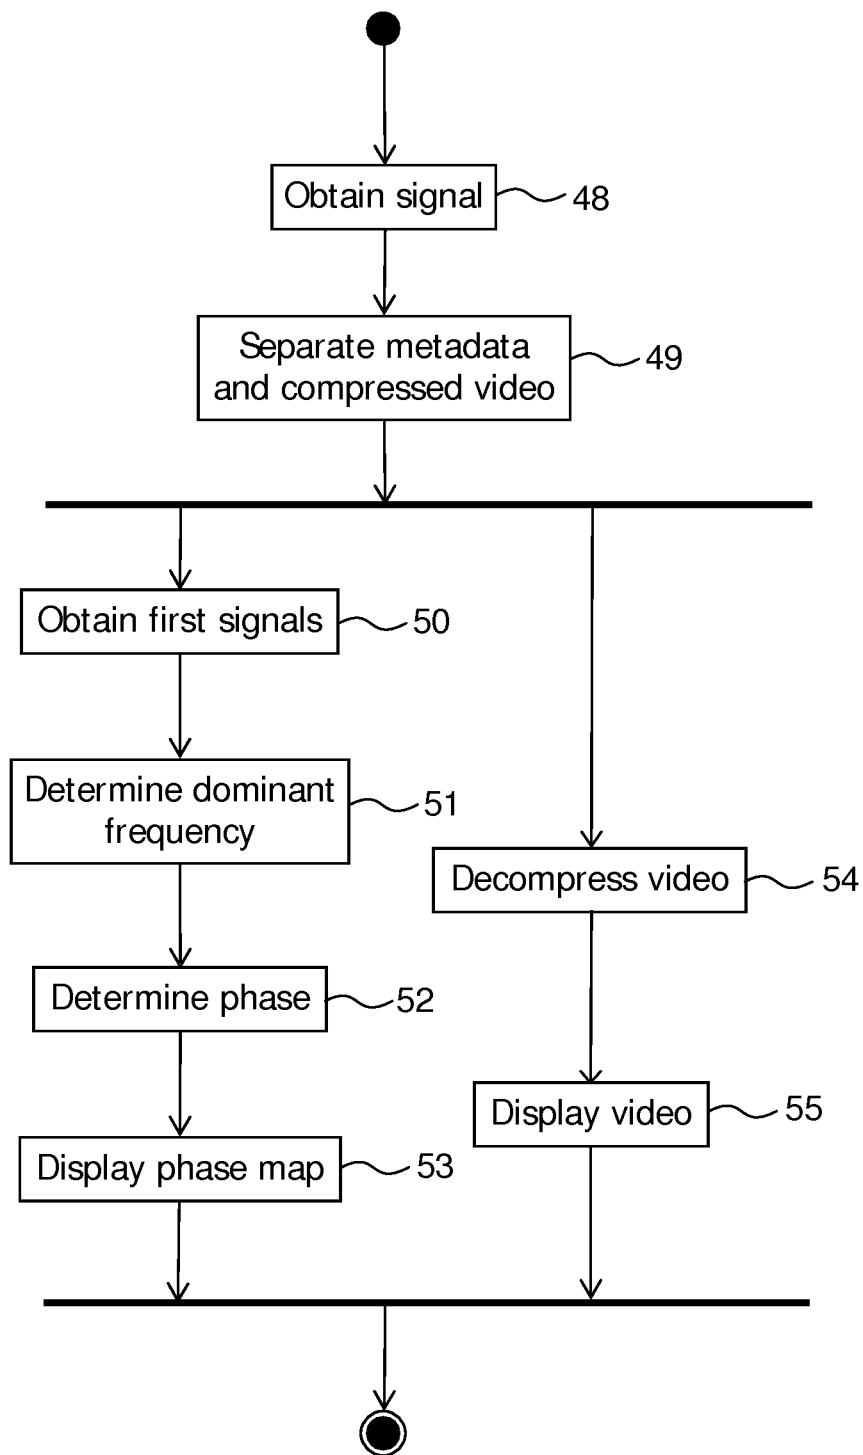 Obtain signal 48
Separate metadata
and compressed video 49
Obtain first signals 50
Determine dominant
frequency 51
Determine phase 52
Display phase map 53
Decompress video 54
Display video 55